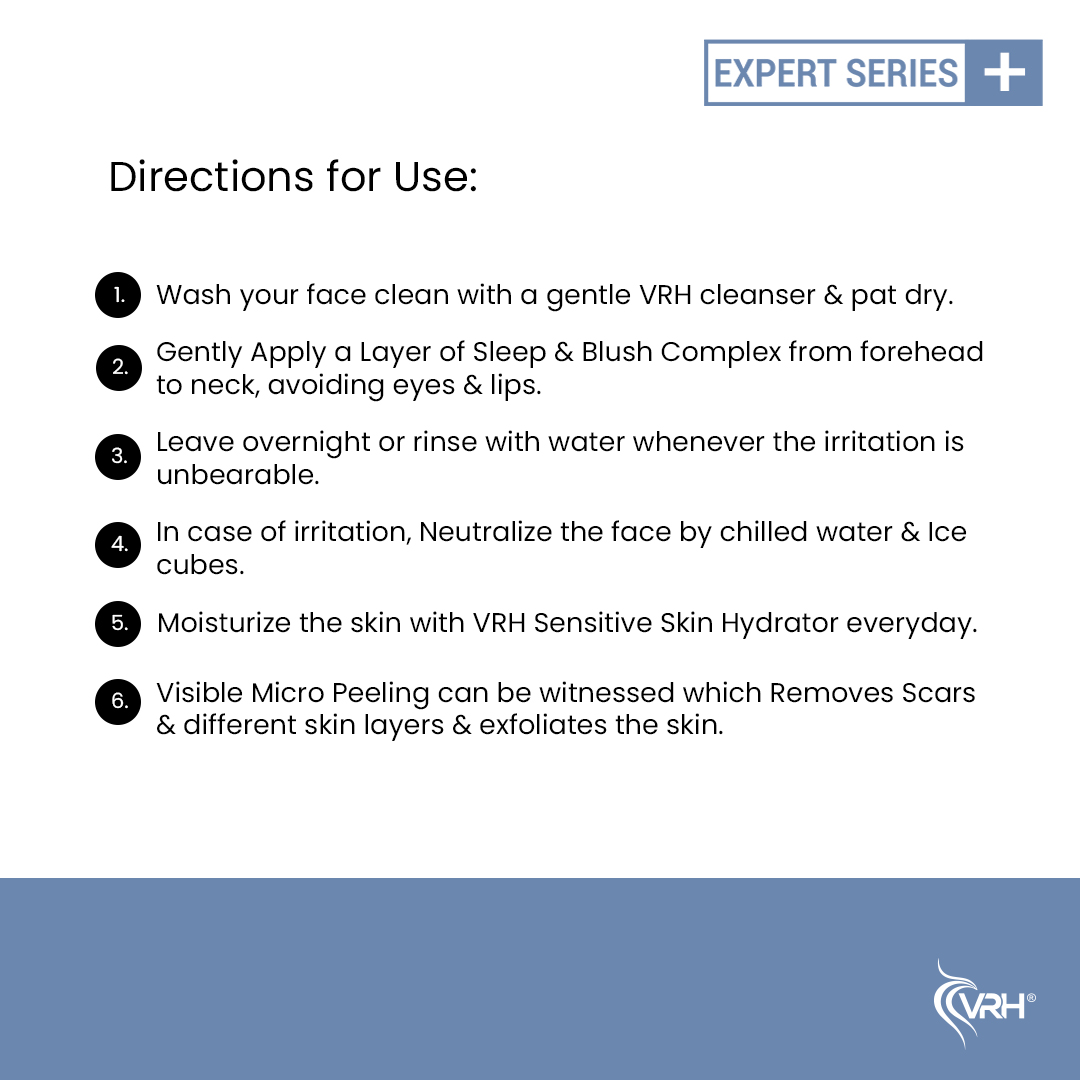 EXPERT SERIES +
Directions for Use:
1. Wash your face clean with a gentle VRH cleanser & pat dry.
2. Gently Apply a Layer of Sleep & Blush Complex from forehead
to neck, avoiding eyes & lips.
3. Leave overnight or rinse with water whenever the irritation is
unbearable.
4. In case of irritation, Neutralize the face by chilled water & Ice
cubes.
5. Moisturize the skin with VRH Sensitive Skin Hydrator everyday.
6. Visible Micro Peeling can be witnessed which Removes Scars
& different skin layers & exfoliates the skin.
VRH®